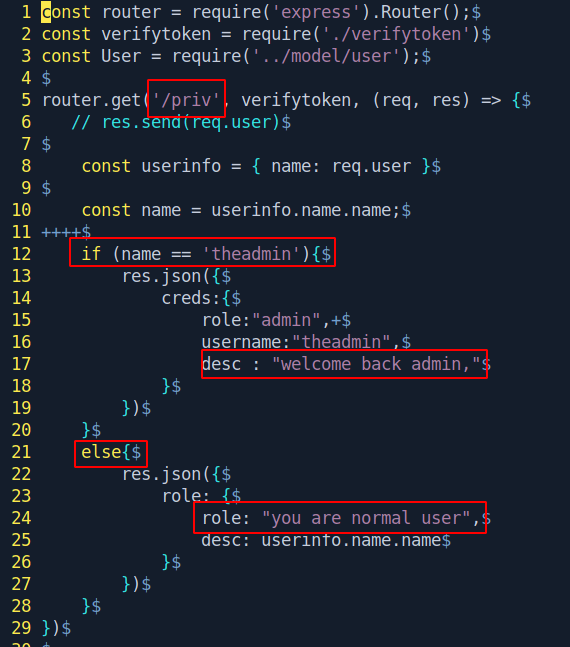 1 const router = require('express').Router();$
2 const verifytoken = require('./verifytoken')$
3 const User = require('../model/user');$
4 $
5 router.get('/priv', verifytoken, (req, res) => {$
6    // res.send(req.user)$
7 $
8     const userinfo = { name: req.user }$
9 $
10     const name = userinfo.name.name;$
11 ++++$
12     if (name == 'theadmin'){$
13         res.json({$
14             creds:{$
15                 role:"admin",+$
16                 username:"theadmin",$
17                 desc : "welcome back admin,"$
18             }$
19         })$
20     }$
21     else{$
22         res.json({$
23             role: {$
24                 role: "you are normal user",$
25                 desc: userinfo.name.name$
26             }$
27         })$
28     }$
29 })$